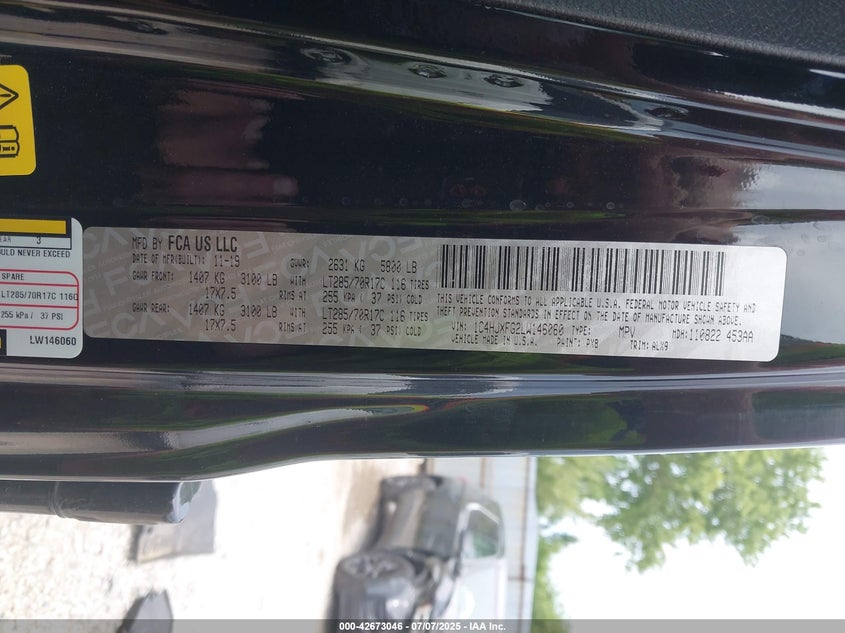 EAR 3
OULD NEVER EXCEED
SPARE
LT285/70R17C 116Q
255 kPa / 37 PSI
LW146060
MFD BY FCA US LLC
DATE OF MFR(BUILT): 11-19 GVWR: 2631 KG 5800 LB
GAWR FRONT: 1407 KG 3100 LB WITH LT285/70R17C 116 TIRES
17X7.5 RIMS AT 255 KPA / 37 PSI COLD
GAWR REAR: 1407 KG 3100 LB WITH LT285/70R17C 116 TIRES
17X7.5 RIMS AT 255 KPA / 37 PSI COLD
THIS VEHICLE CONFORMS TO ALL APPLICABLE U.S.A. FEDERAL MOTOR VEHICLE SAFETY
BUMPER, AND THEFT PREVENTION STANDARDS IN EFFECT ON THE DATE OF
MANUFACTURE SHOWN ABOVE.
VIN: 1C4HJXFG2LW146060 TYPE: MPV MDH: 110822 453AA
VEHICLE MADE IN U.S.A. PAINT: PYB TRIM: ALX9
000-42673046 - 07/07/2025 - IAA Inc.